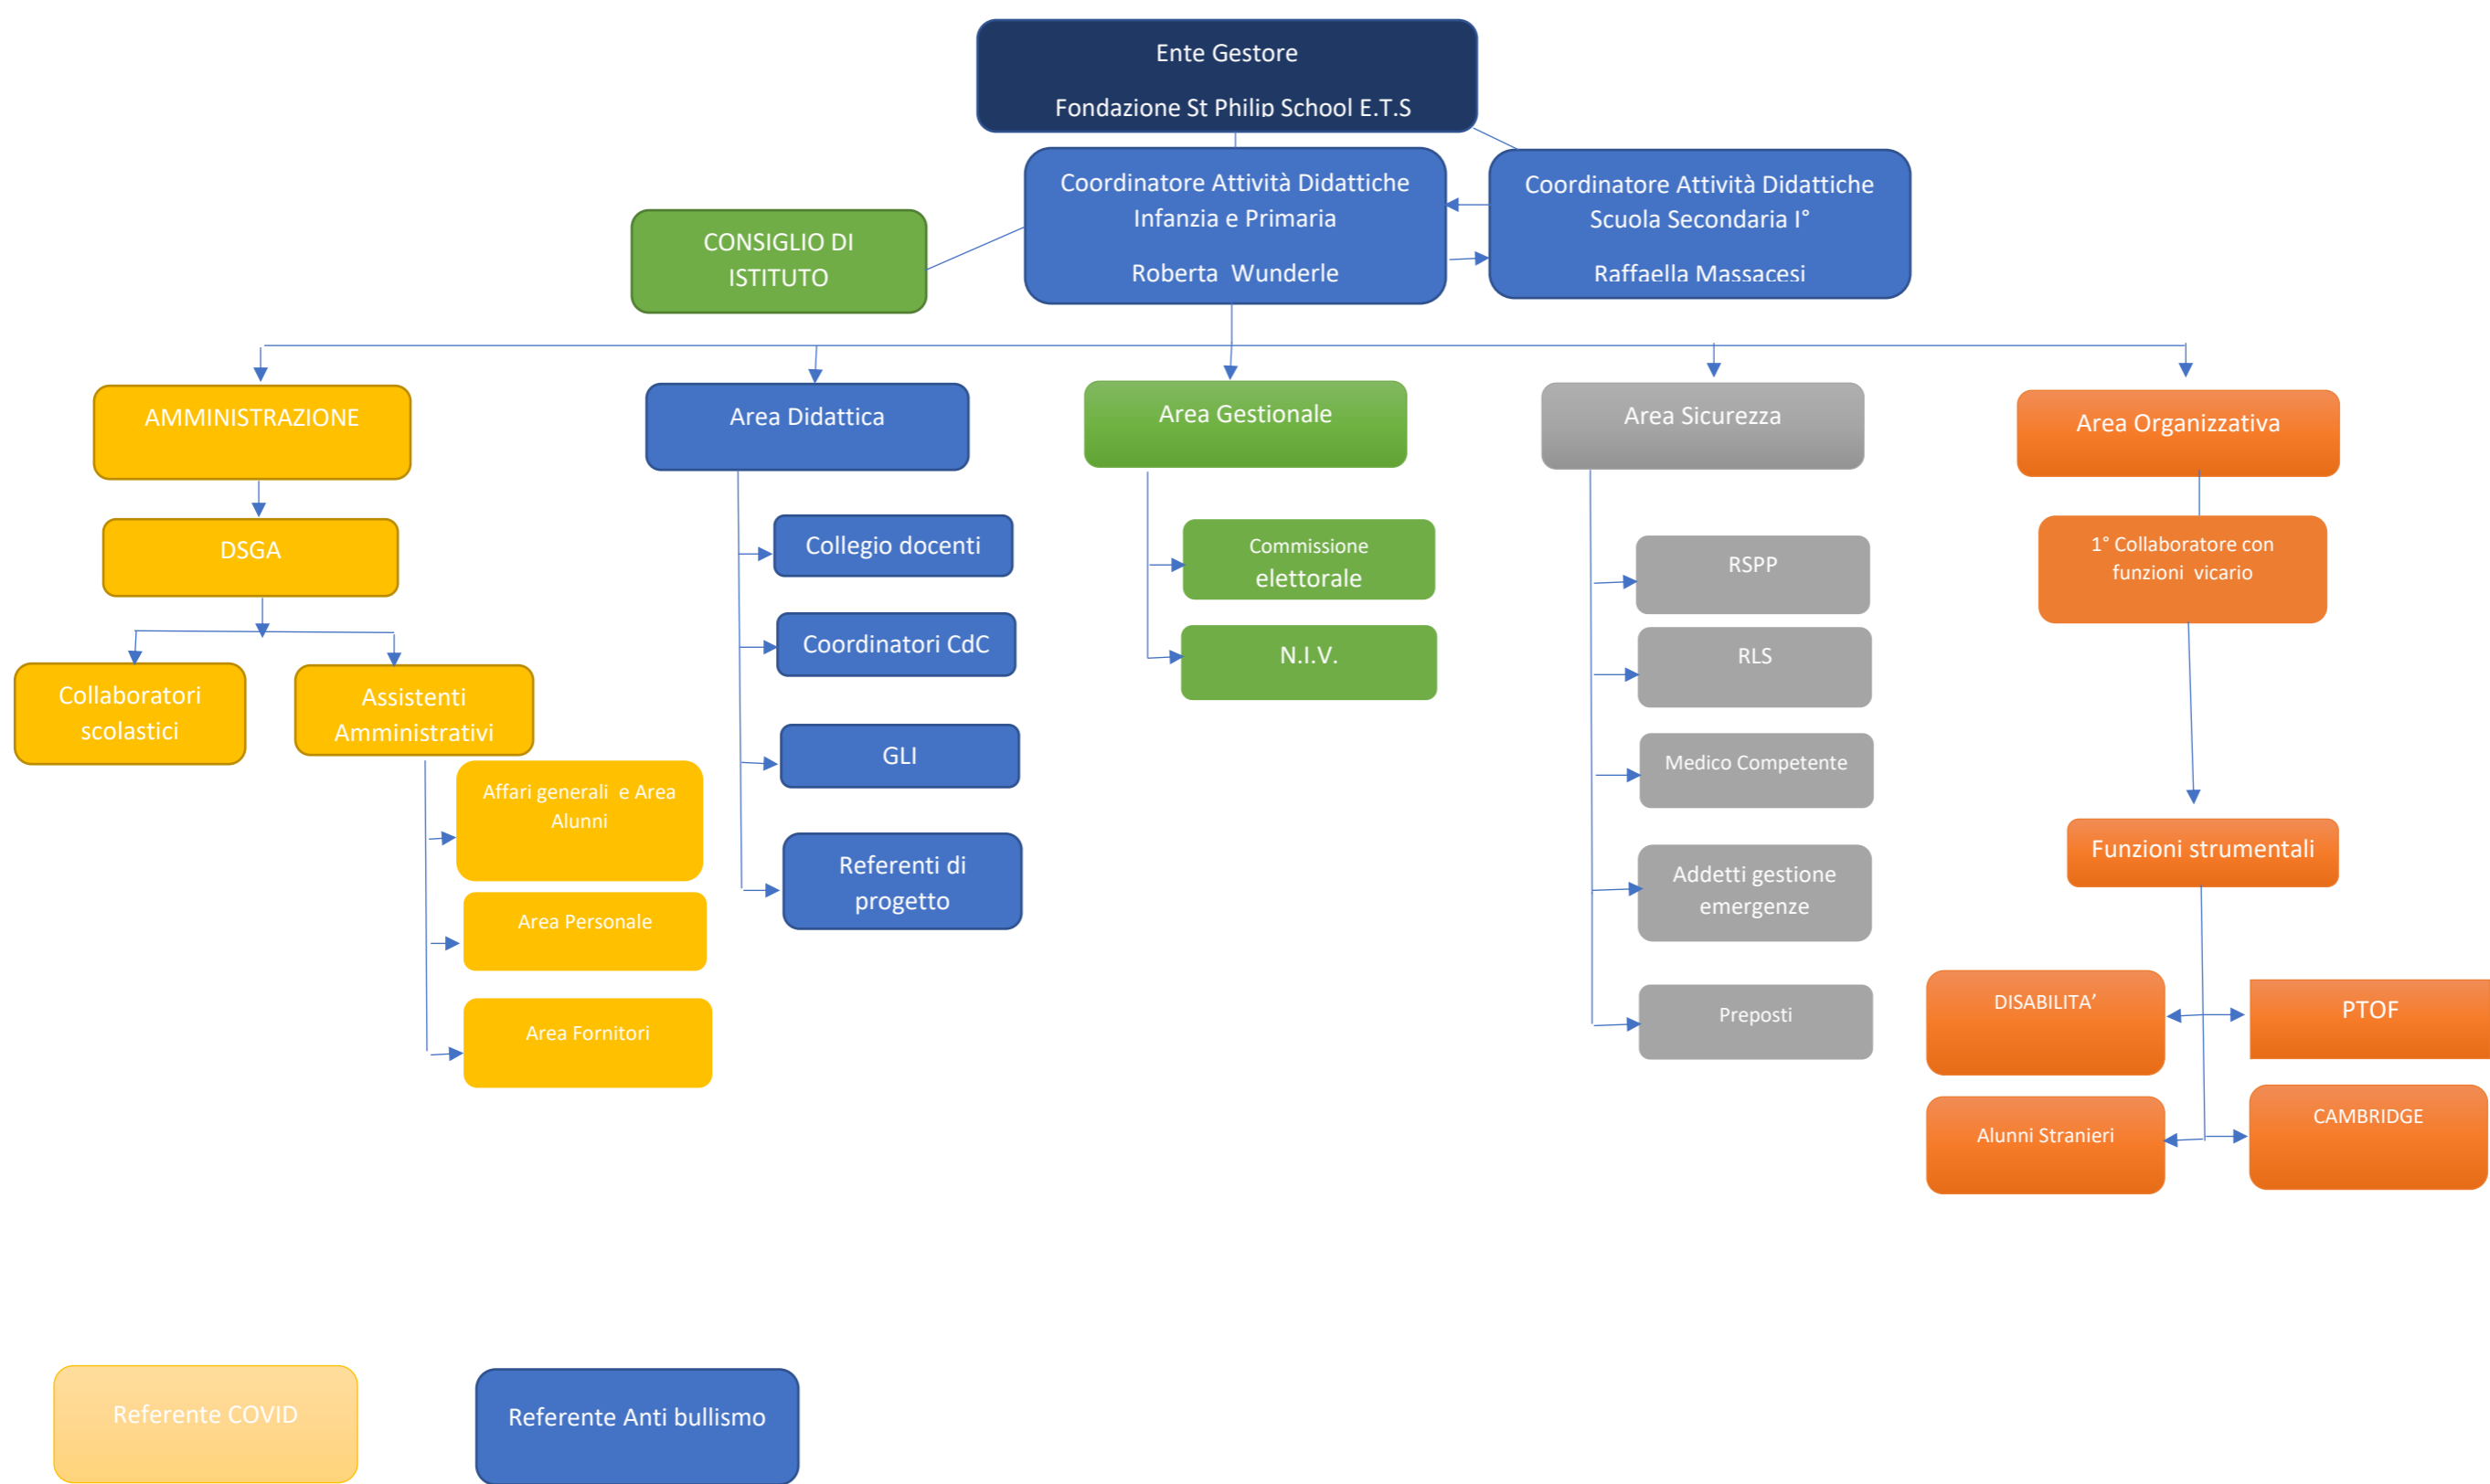 Ente Gestore
Fondazione St Philip School E.T.S
Coordinatore Attività Didattiche
Infanzia e Primaria
Roberta Wunderle
Coordinatore Attività Didattiche
Scuola Secondaria I°
Raffaella Massacesi
CONSIGLIO DI
ISTITUTO
AMMINISTRAZIONE
Area Didattica
Area Gestionale
Area Sicurezza
Area Organizzativa
DSGA
Collaboratori
scolastici
Assistenti
Amministrativi
Affari generali e Area
Alunni
Area Personale
Area Fornitori
Collegio docenti
Coordinatori CdC
GLI
Referenti di
progetto
Commissione
elettorale
N.I.V.
RSPP
RLS
Medico Competente
Addetti gestione
emergenze
Preposti
1° Collaboratore con
funzioni vicario
Funzioni strumentali
DISABILITA’
PTOF
Alunni Stranieri
CAMBRIDGE
Referente COVID
Referente Anti bullismo